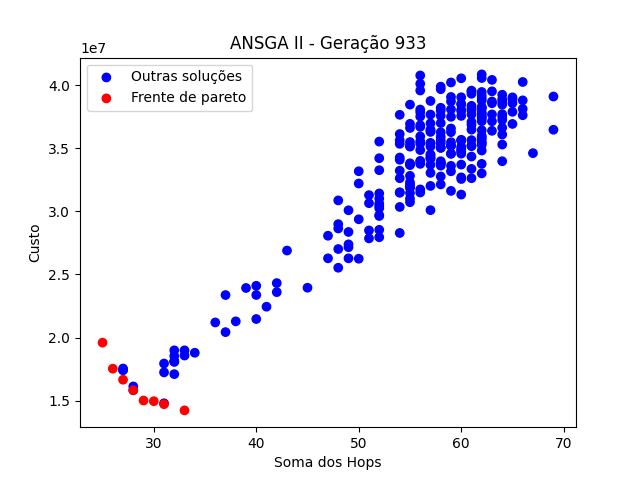 ANSGA II - Geração 933
1e7
Outras soluções
Frente de pareto
4.0
3.5
3.0
2.5
2.0
1.5
Custo
30 40 50 60 70
Soma dos Hops